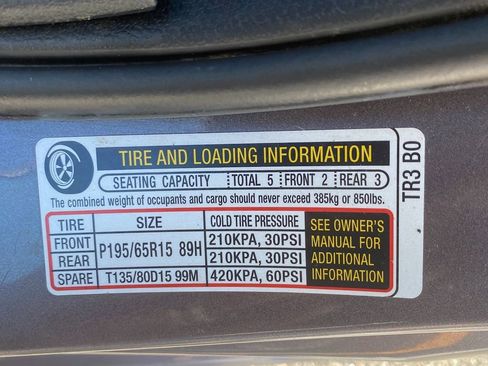 TIRE AND LOADING INFORMATION
SEATING CAPACITY TOTAL 5 FRONT 2 REAR 3
The combined weight of occupants and cargo should never exceed 385kg or 850lbs.
TIRE SIZE COLD TIRE PRESSURE
FRONT P195/65R15 89H 210KPA, 30PSI
REAR 210KPA, 30PSI
SPARE T135/80D15 99M 420KPA, 60PSI
SEE OWNER'S
MANUAL FOR
ADDITIONAL
INFORMATION
TR3 B0